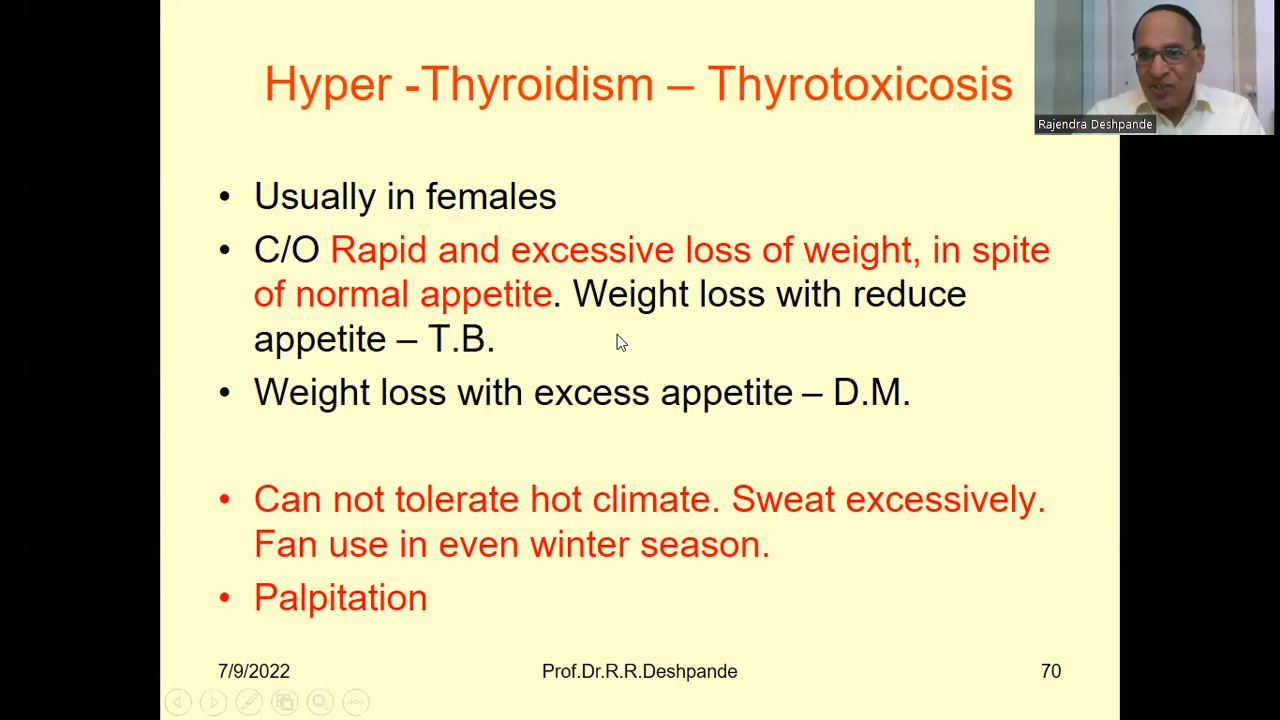 Hyper -Thyroidism – Thyrotoxicosis
Rajendra Deshpande
• Usually in females
• C/O Rapid and excessive loss of weight, in spite
of normal appetite. Weight loss with reduce
appetite – T.B.
• Weight loss with excess appetite – D.M.
• Can not tolerate hot climate. Sweat excessively.
Fan use in even winter season.
• Palpitation
7/9/2022
Prof.Dr.R.R.Deshpande
70